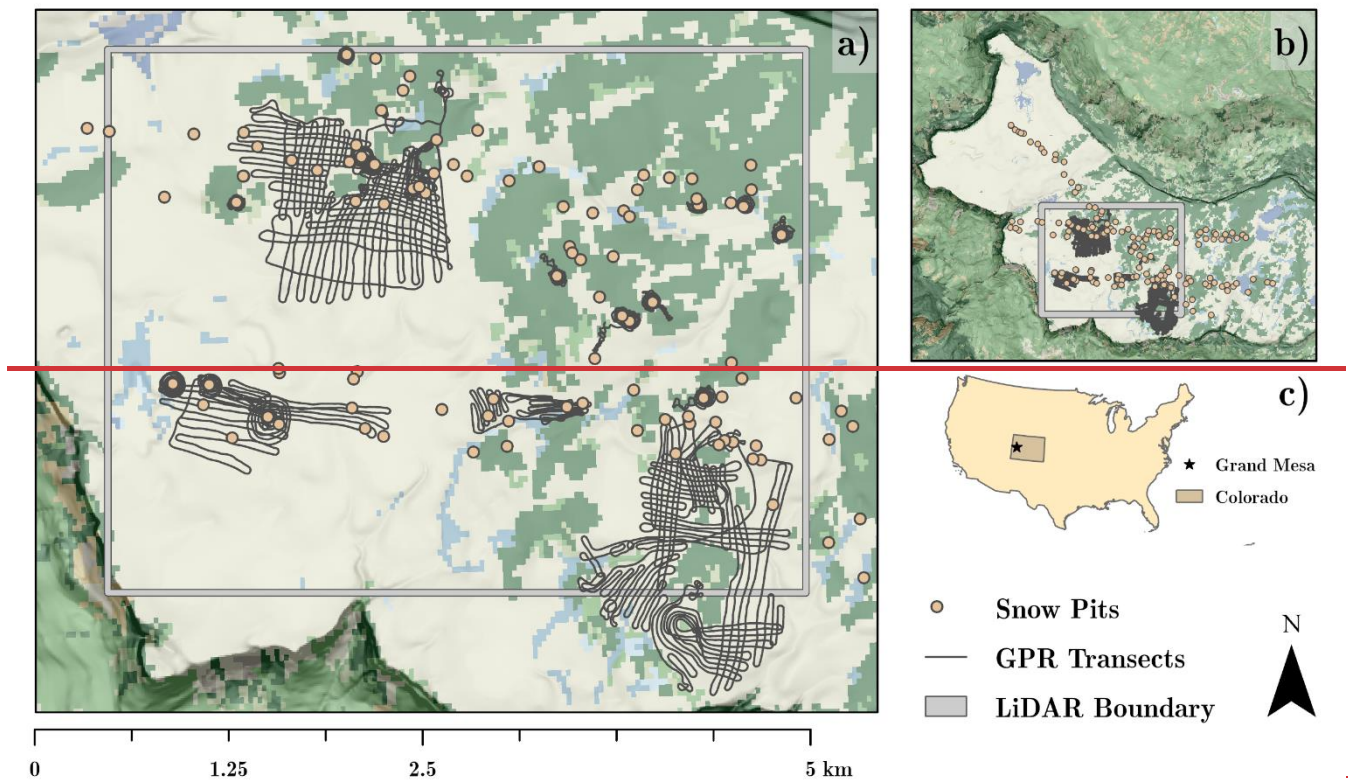 a)
b)
c)
Grand Mesa
Colorado
Snow Pits
GPR Transects
LiDAR Boundary
N
0 1.25 2.5 5 km